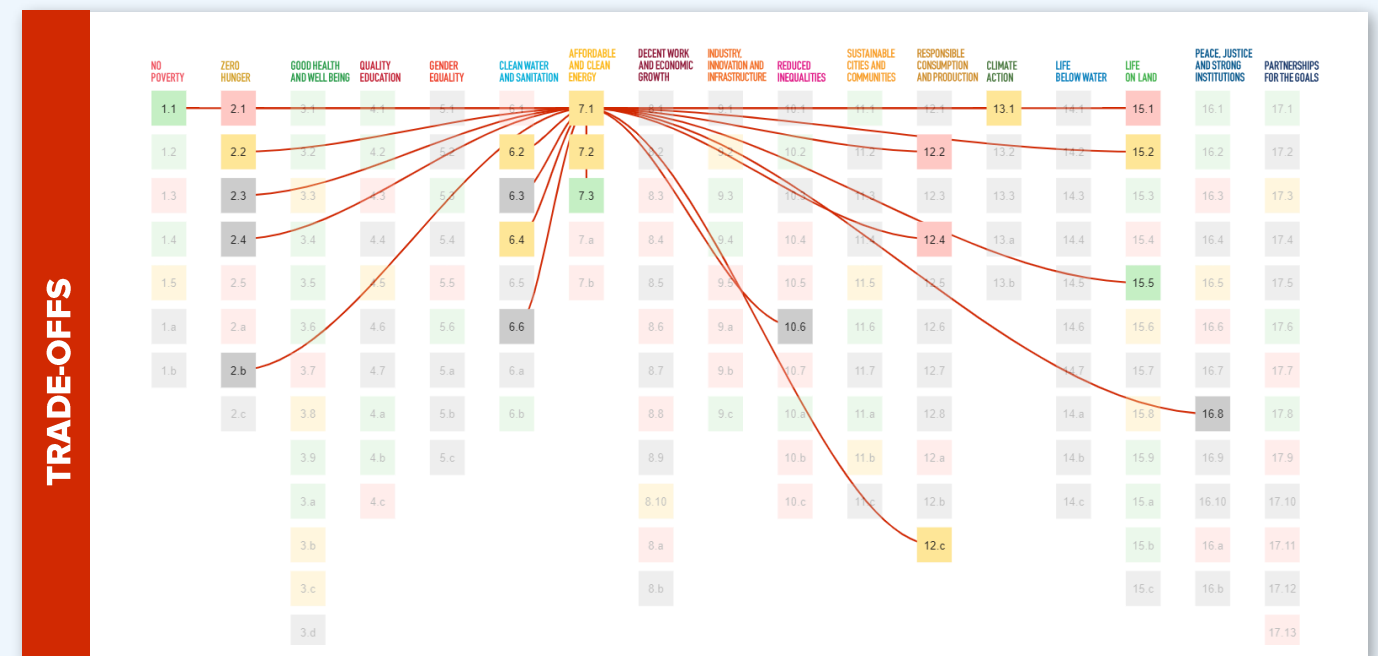 TRADE-OFFS
NO
POVERTY
ZERO
HUNGER
GOOD HEALTH
AND WELL BEING
QUALITY
EDUCATION
GENDER
EQUALITY
CLEAN WATER
AND SANITATION
AFFORDABLE
AND CLEAN
ENERGY
DECENT WORK
AND ECONOMIC
GROWTH
INDUSTRY,
INNOVATION AND
INFRASTRUCTURE
REDUCED
INEQUALITIES
SUSTAINABLE
CITIES AND
COMMUNITIES
RESPONSIBLE
CONSUMPTION
AND PRODUCTION
CLIMATE
ACTION
LIFE
BELOW WATER
LIFE
ON LAND
PEACE, JUSTICE
AND STRONG
INSTITUTIONS
PARTNERSHIPS
FOR THE GOALS
1.1 2.1 3.1 4.1 5.1 6.1 7.1 8.1 9.1 10.1 11.1 12.1 13.1 14.1 15.1 16.1 17.1
1.2 2.2 3.2 4.2 5.2 6.2 7.2 8.2 9.2 10.2 11.2 12.2 13.2 14.2 15.2 16.2 17.2
1.3 2.3 3.3 4.3 5.3 6.3 7.3 8.3 9.3 10.3 11.3 12.3 13.3 14.3 15.3 16.3 17.3
1.4 2.4 3.4 4.4 5.4 6.4 7.a 8.4 9.4 10.4 11.4 12.4 13.a 14.4 15.4 16.4 17.4
1.5 2.5 3.5 4.5 5.5 6.5 7.b 8.5 9.5 10.5 11.5 12.5 13.b 14.5 15.5 16.5 17.5
1.a 2.a 3.6 4.6 5.6 6.6 8.6 9.a 10.6 11.6 12.6 14.6 15.6 16.6 17.6
1.b 2.b 3.7 4.7 5.a 6.a 8.7 9.b 10.7 11.7 12.7 14.7 15.7 16.7 17.7
2.c 3.8 4.a 5.b 6.b 8.8 9.c 10.a 11.a 12.8 14.a 15.8 16.8 17.8
3.9 4.b 5.c 8.9 10.b 11.b 12.a 14.b 15.9 16.9 17.9
3.a 4.c 8.10 10.c 11.c 12.b 14.c 15.a 16.10 17.10
3.b 8.a 12.c 15.b 16.a 17.11
3.c 8.b 15.c 16.b 17.12
3.d 17.13